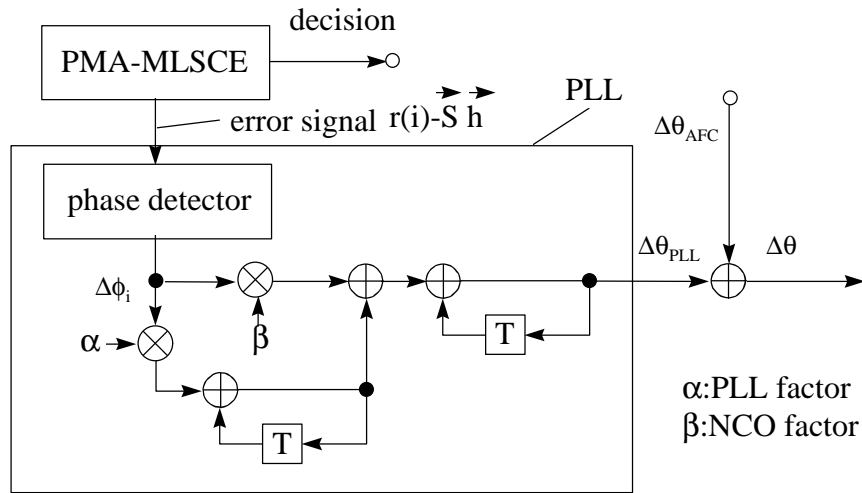 decision
PMA-MLSCE
PLL
error signal r(i)-S h
Δθ_AFC
phase detector
Δθ_PLL
Δθ
Δϕ_i
α
β
T
T
α:PLL factor
β:NCO factor